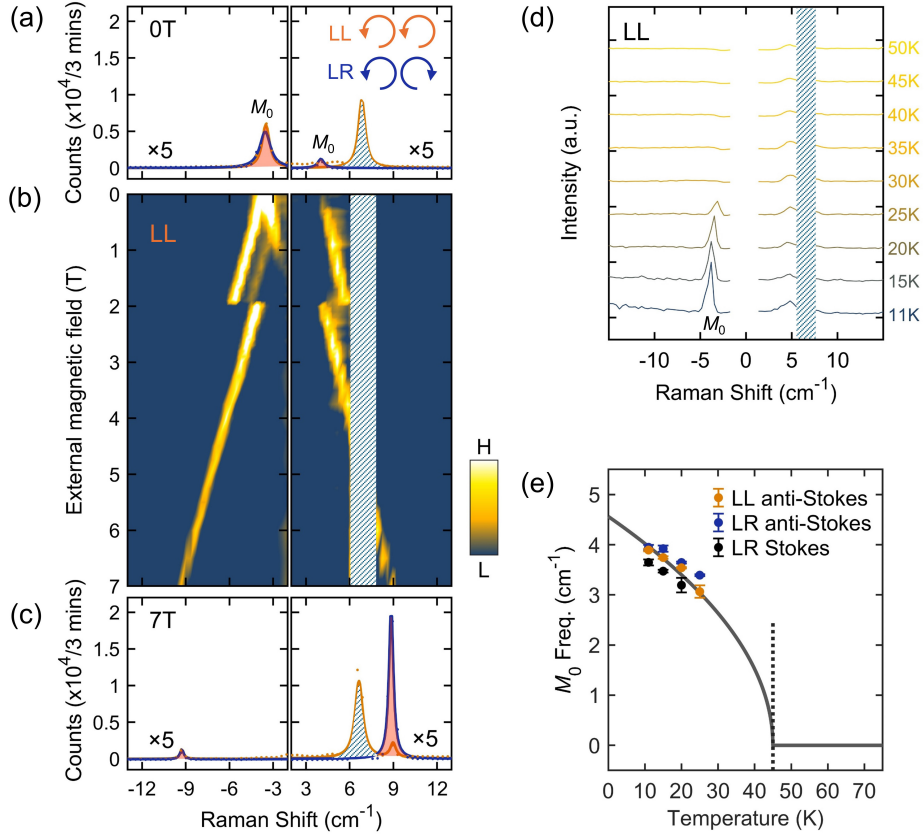 (a)
0T
LL
LR
M0
M0
×5
×5
Counts (x10^4/3 mins)
2
1.5
1
0.5
0
(b)
LL
External magnetic field (T)
0
1
2
3
4
5
6
7
H
L
(c)
7T
×5
×5
Counts (x10^4/3 mins)
2
1.5
1
0.5
0
-12 -9 -6 -3 3 6 9 12
Raman Shift (cm-1)
(d)
LL
Intensity (a.u.)
50K
45K
40K
35K
30K
25K
20K
15K
11K
M0
-10 -5 0 5 10
Raman Shift (cm-1)
(e)
LL anti-Stokes
LR anti-Stokes
LR Stokes
M0 Freq. (cm-1)
5
4
3
2
1
0
0 10 20 30 40 50 60 70
Temperature (K)